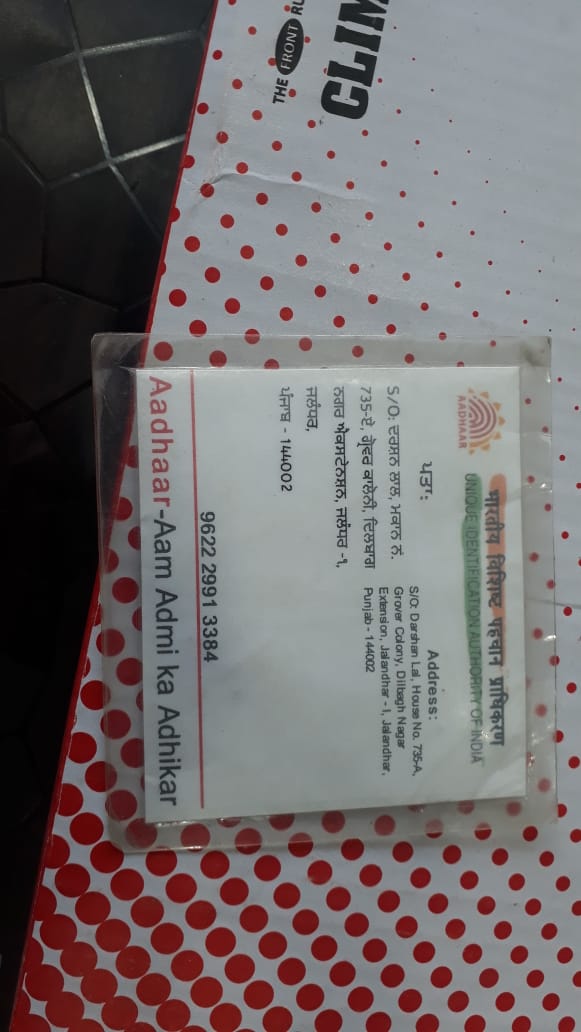 THE FRONT
भारतीय विशिष्ट पहचान प्राधिकरण
UNIQUE IDENTIFICATION AUTHORITY OF INDIA
AADHAAR
ਪਤਾ:
S/O: ਦਰਸ਼ਨ ਲਾਲ, ਮਕਾਨ ਨੰ.
735-ਏ, ਗ੍ਰੋਵਰ ਕਾਲੋਨੀ, ਦਿਲਬਾਗ
ਨਗਰ ਐਕਸਟੇਨਸ਼ਨ, ਜਲੰਧਰ -੧,
ਜਲੰਧਰ,
ਪੰਜਾਬ - 144002
Address:
S/O: Darshan Lal, House No. 735-A,
Grover Colony, Dilbagh Nagar
Extension, Jalandhar - I, Jalandhar,
Punjab - 144002
9622 2991 3384
Aadhaar-Aam Admi ka Adhikar